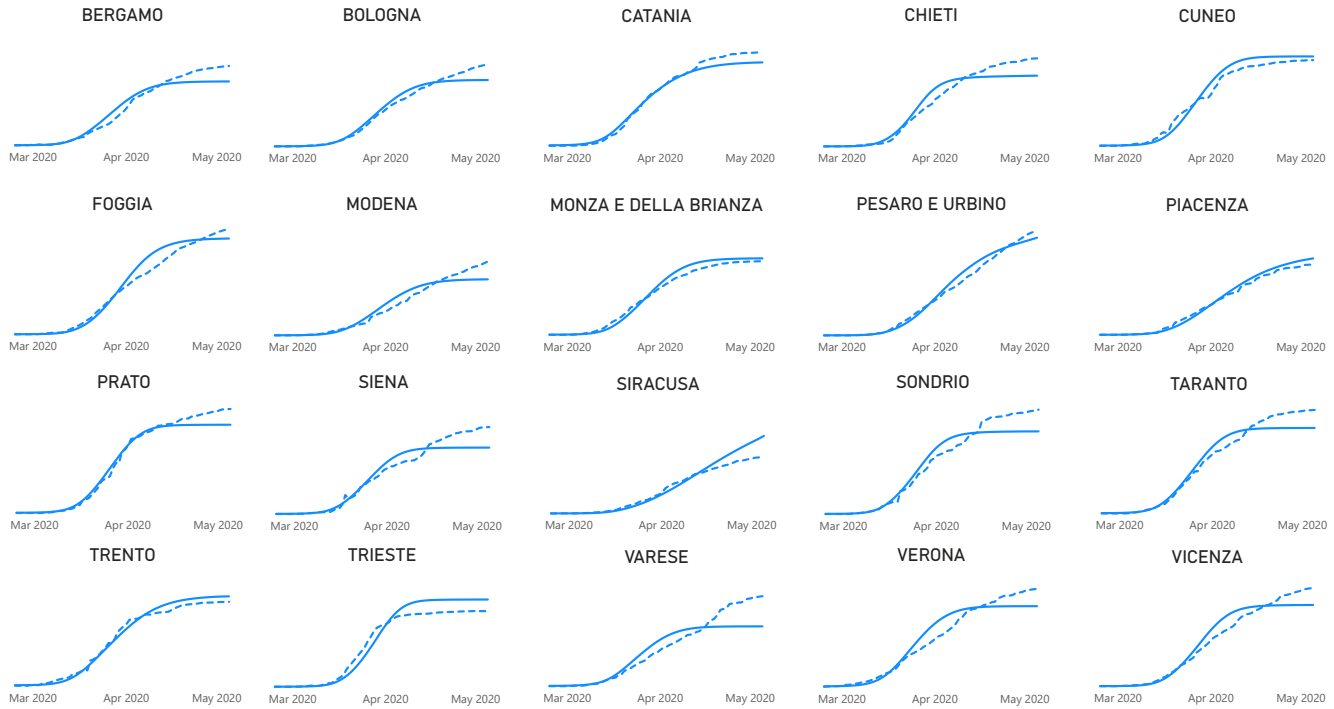 BERGAMO
BOLOGNA
CATANIA
CHIETI
CUNEO
Mar 2020 Apr 2020 May 2020
Mar 2020 Apr 2020 May 2020
Mar 2020 Apr 2020 May 2020
Mar 2020 Apr 2020 May 2020
Mar 2020 Apr 2020 May 2020
FOGGIA
MODENA
MONZA E DELLA BRIANZA
PESARO E URBINO
PIACENZA
Mar 2020 Apr 2020 May 2020
Mar 2020 Apr 2020 May 2020
Mar 2020 Apr 2020 May 2020
Mar 2020 Apr 2020 May 2020
Mar 2020 Apr 2020 May 2020
PRATO
SIENA
SIRACUSA
SONDRIO
TARANTO
Mar 2020 Apr 2020 May 2020
Mar 2020 Apr 2020 May 2020
Mar 2020 Apr 2020 May 2020
Mar 2020 Apr 2020 May 2020
Mar 2020 Apr 2020 May 2020
TRENTO
TRIESTE
VARESE
VERONA
VICENZA
Mar 2020 Apr 2020 May 2020
Mar 2020 Apr 2020 May 2020
Mar 2020 Apr 2020 May 2020
Mar 2020 Apr 2020 May 2020
Mar 2020 Apr 2020 May 2020